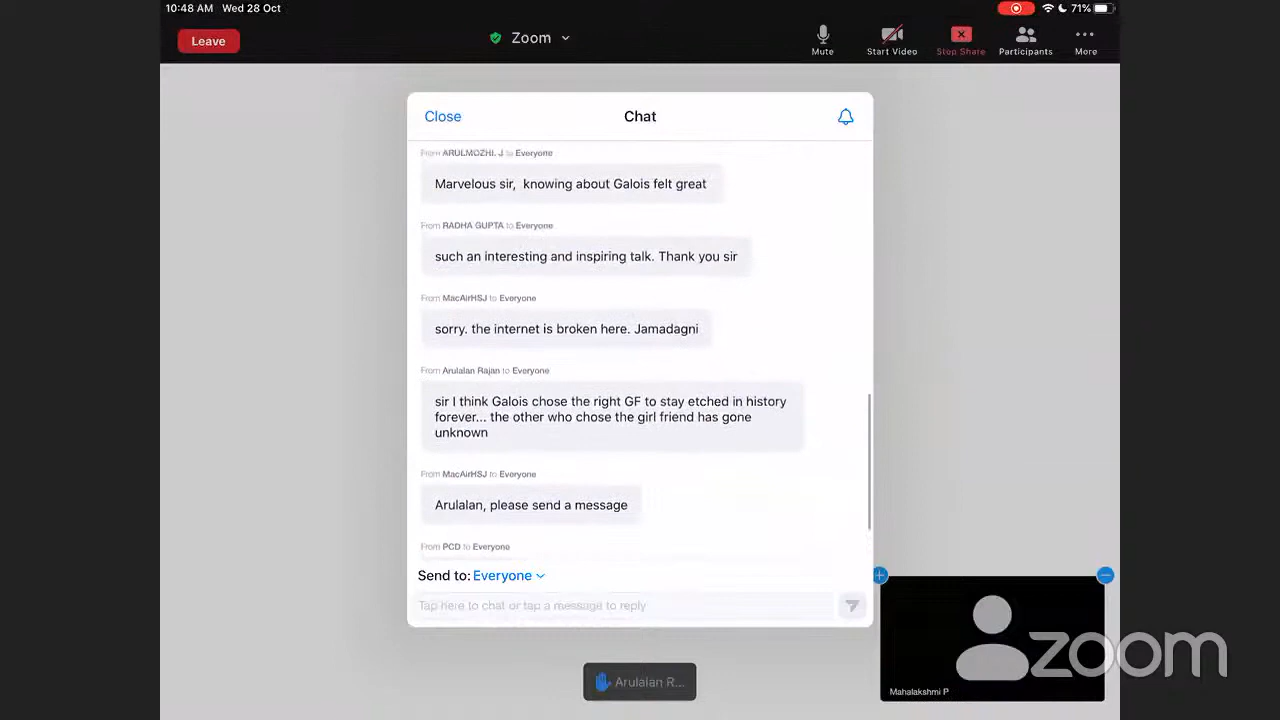 10:48 AM Wed 28 Oct
71%
Leave
Zoom
Mute
Start Video
Stop Share
Participants
More
Close
Chat
From ARULMOZHI. J to Everyone
Marvelous sir, knowing about Galois felt great
From RADHA GUPTA to Everyone
such an interesting and inspiring talk. Thank you sir
From MacAirHSJ to Everyone
sorry. the internet is broken here. Jamadagni
From Arulalan Rajan to Everyone
sir I think Galois chose the right GF to stay etched in history
forever... the other who chose the girl friend has gone
unknown
From MacAirHSJ to Everyone
Arulalan, please send a message
From PCD to Everyone
Send to: Everyone
Tap here to chat or tap a message to reply
Arulalan R...
Mahalakshmi P
zoom